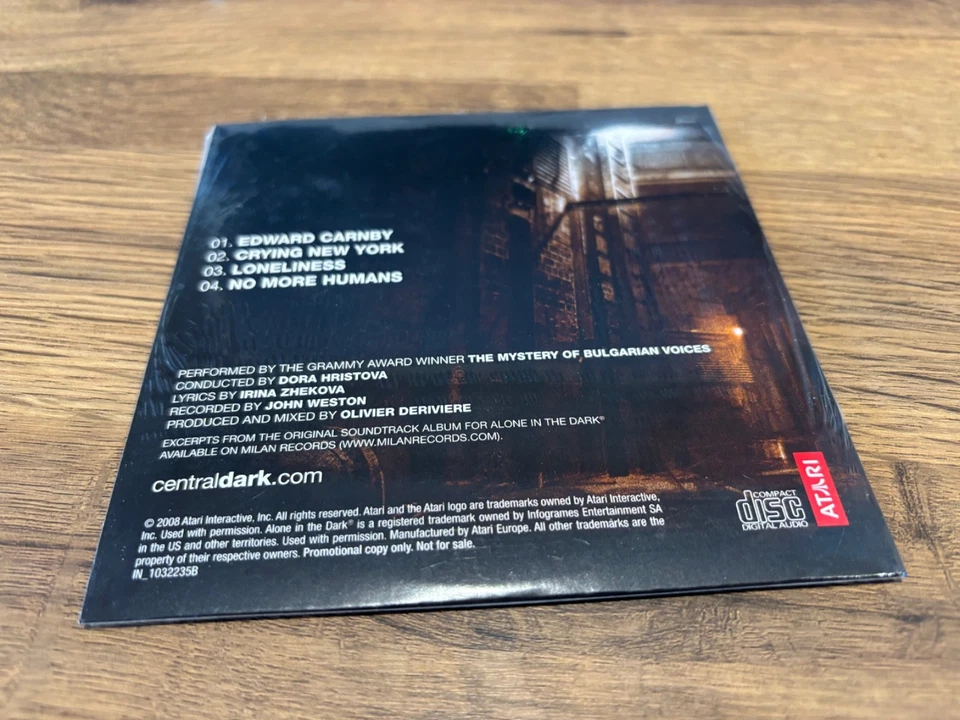 01. EDWARD CARNBY
02. CRYING NEW YORK
03. LONELINESS
04. NO MORE HUMANS
PERFORMED BY THE GRAMMY AWARD WINNER THE MYSTERY OF BULGARIAN VOICES
CONDUCTED BY DORA HRISTOVA
LYRICS BY IRINA ZHEKOVA
RECORDED BY JOHN WESTON
PRODUCED AND MIXED BY OLIVIER DERIVIERE
EXCERPTS FROM THE ORIGINAL SOUNDTRACK ALBUM FOR ALONE IN THE DARK®
AVAILABLE ON MILAN RECORDS (WWW.MILANRECORDS.COM).
centraldark.com
© 2008 Atari Interactive, Inc. All rights reserved. Atari and the Atari logo are trademarks owned by Atari Interactive,
Inc. Used with permission. Alone in the Dark® is a registered trademark owned by Infogrames Entertainment SA
in the US and other territories. Used with permission. Manufactured by Atari Europe. All other trademarks are the
property of their respective owners. Promotional copy only. Not for sale.
IN_1032235B
COMPACT
disc
DIGITAL AUDIO
ATARI